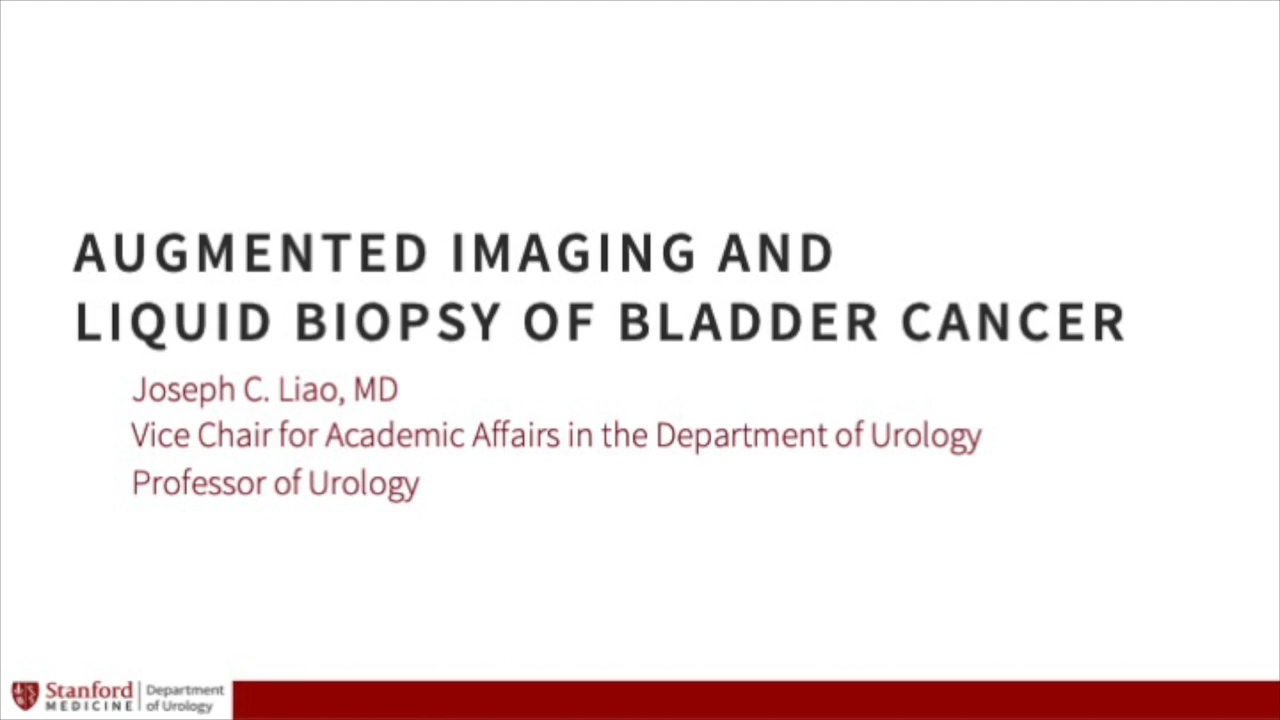 AUGMENTED IMAGING AND
LIQUID BIOPSY OF BLADDER CANCER
Joseph C. Liao, MD
Vice Chair for Academic Affairs in the Department of Urology
Professor of Urology
Stanford
MEDICINE
Department
of Urology